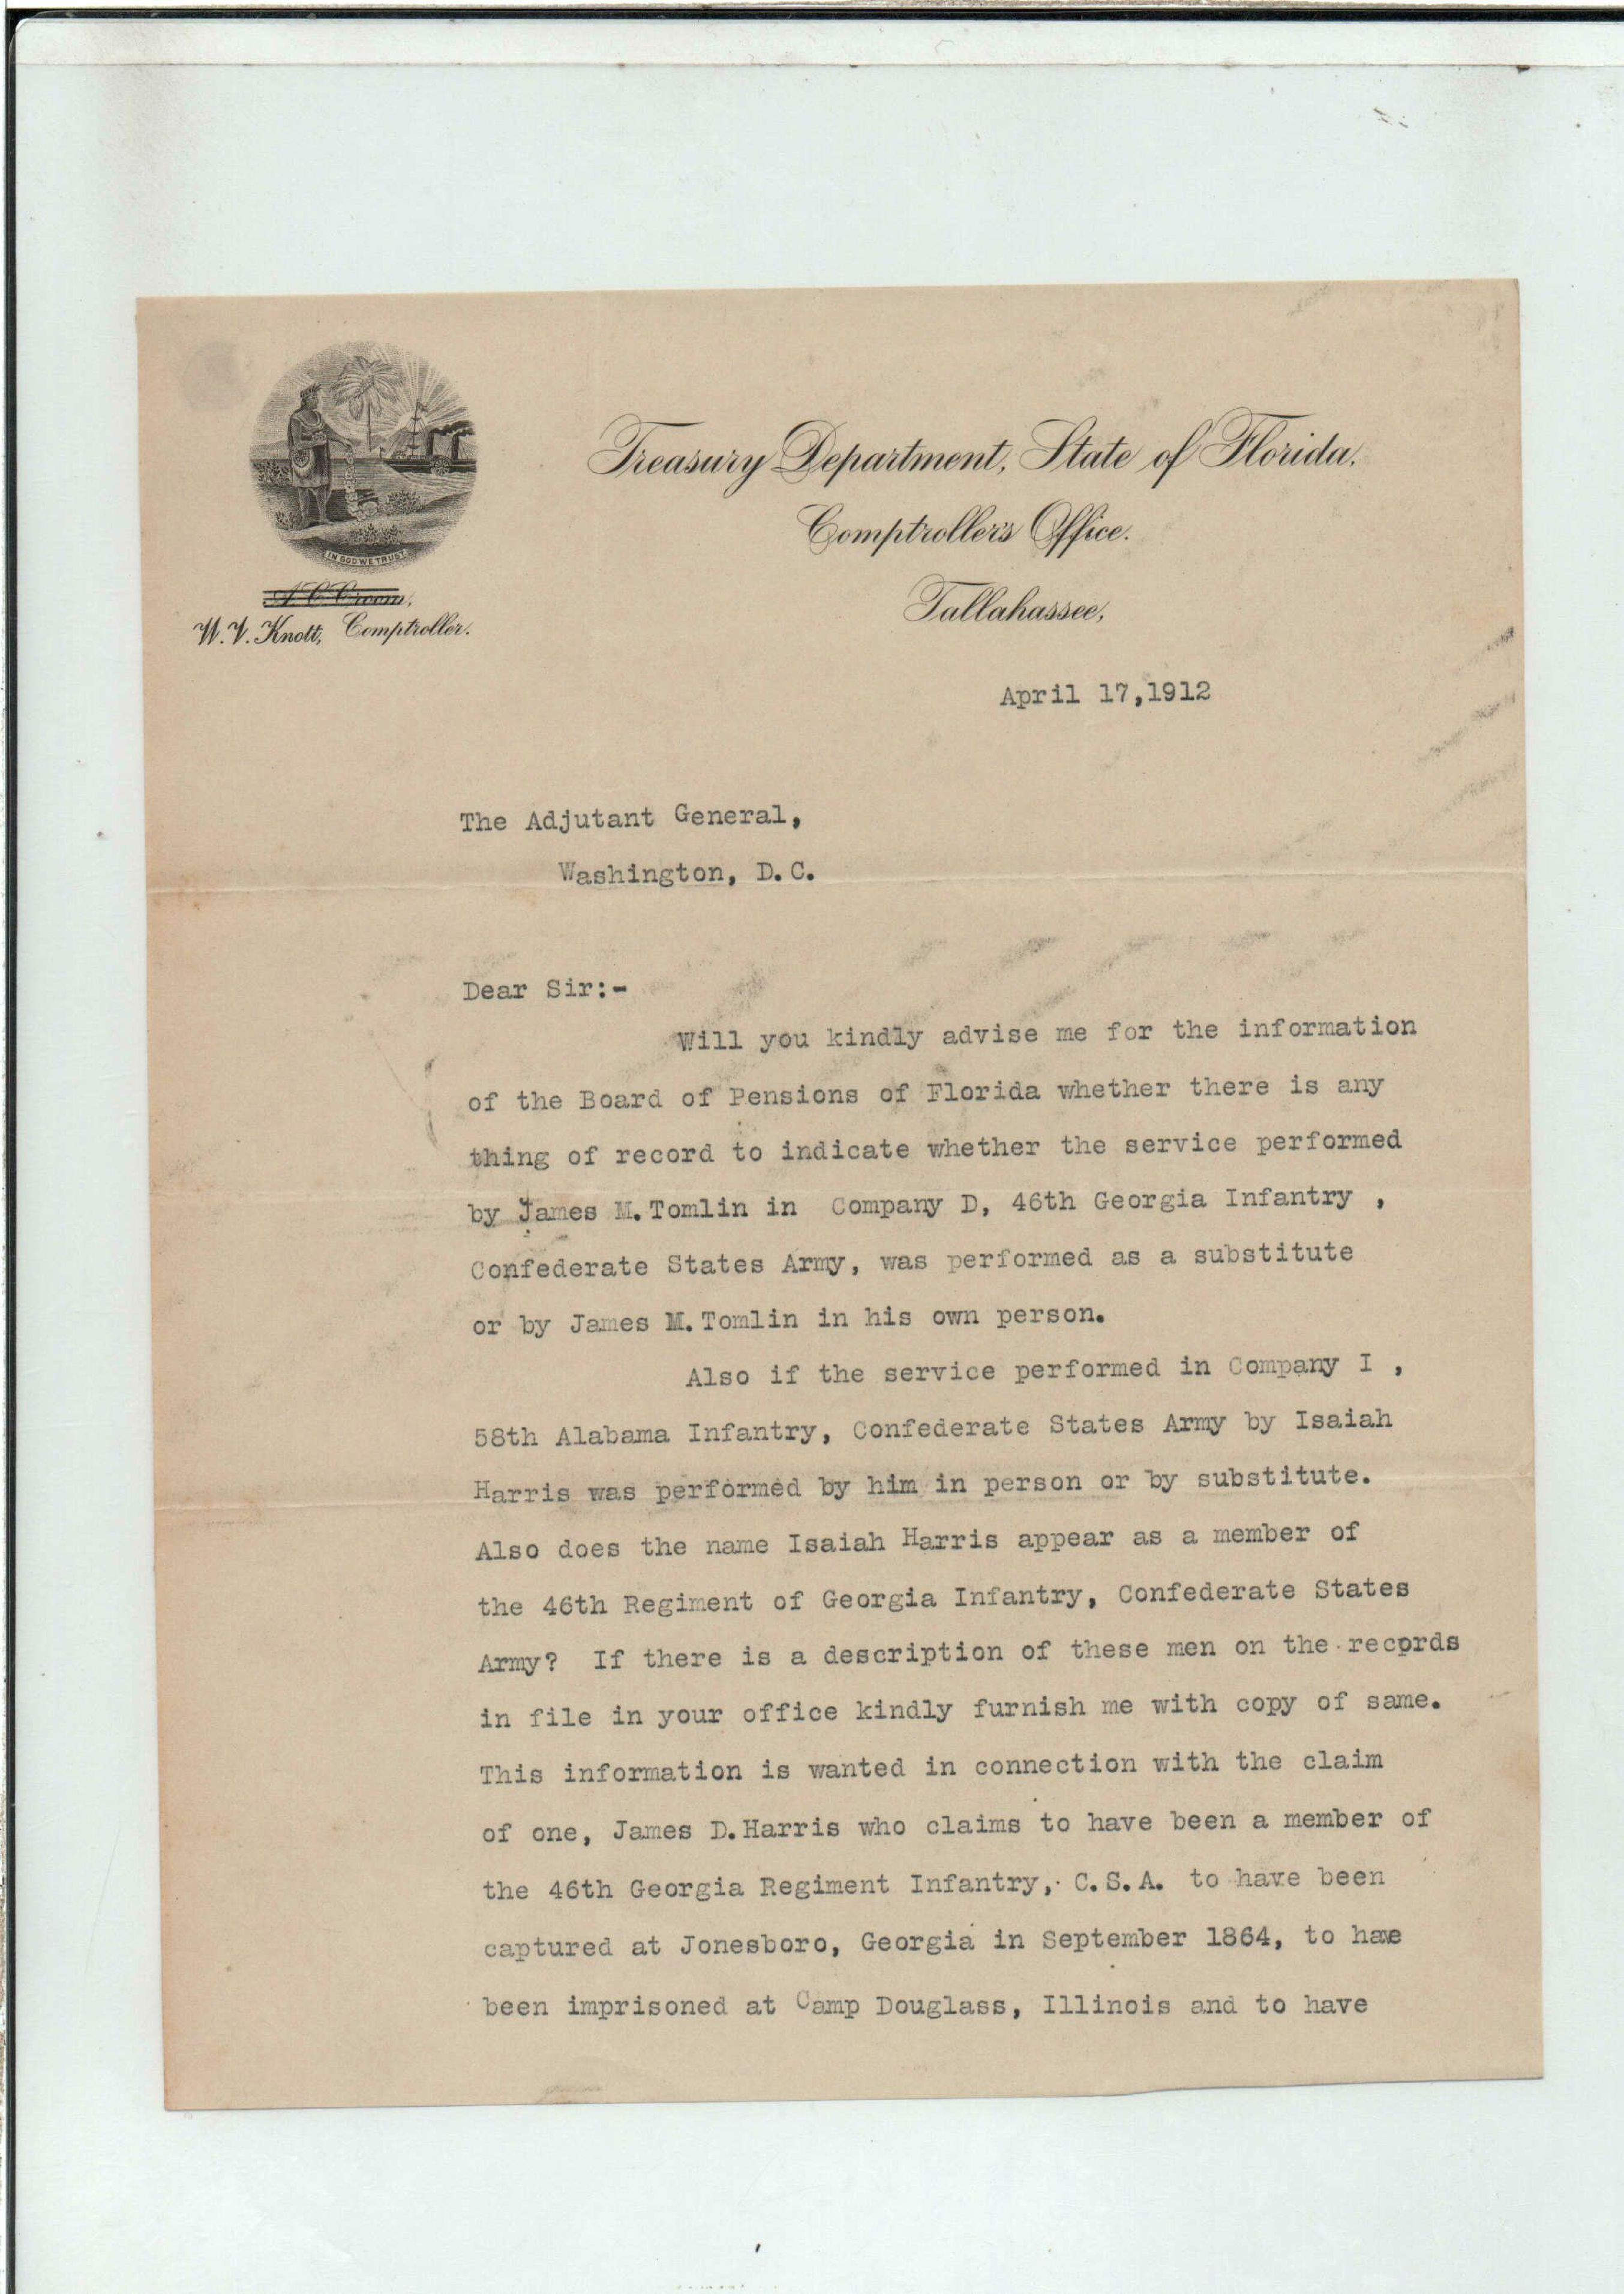 IN GOD WE TRUST
A. C. Croom,
W. V. Knott, Comptroller.
Treasury Department, State of Florida.
Comptroller's Office.
Tallahassee,
April 17,1912
The Adjutant General,
Washington, D.C.
Dear Sir:-
Will you kindly advise me for the information
of the Board of Pensions of Florida whether there is any
thing of record to indicate whether the service performed
by James M.Tomlin in Company D, 46th Georgia Infantry ,
Confederate States Army, was performed as a substitute
or by James M.Tomlin in his own person.
Also if the service performed in Company I ,
58th Alabama Infantry, Confederate States Army by Isaiah
Harris was performed by him in person or by substitute.
Also does the name Isaiah Harris appear as a member of
the 46th Regiment of Georgia Infantry, Confederate States
Army? If there is a description of these men on the records
in file in your office kindly furnish me with copy of same.
This information is wanted in connection with the claim
of one, James D.Harris who claims to have been a member of
the 46th Georgia Regiment Infantry, C.S.A. to have been
captured at Jonesboro, Georgia in September 1864, to have
been imprisoned at Camp Douglass, Illinois and to have